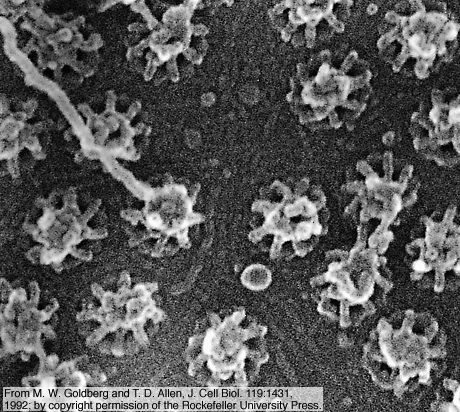 From M. W. Goldberg and T. D. Allen, J. Cell Biol. 119:1431,
1992; by copyright permission of the Rockefeller University Press.